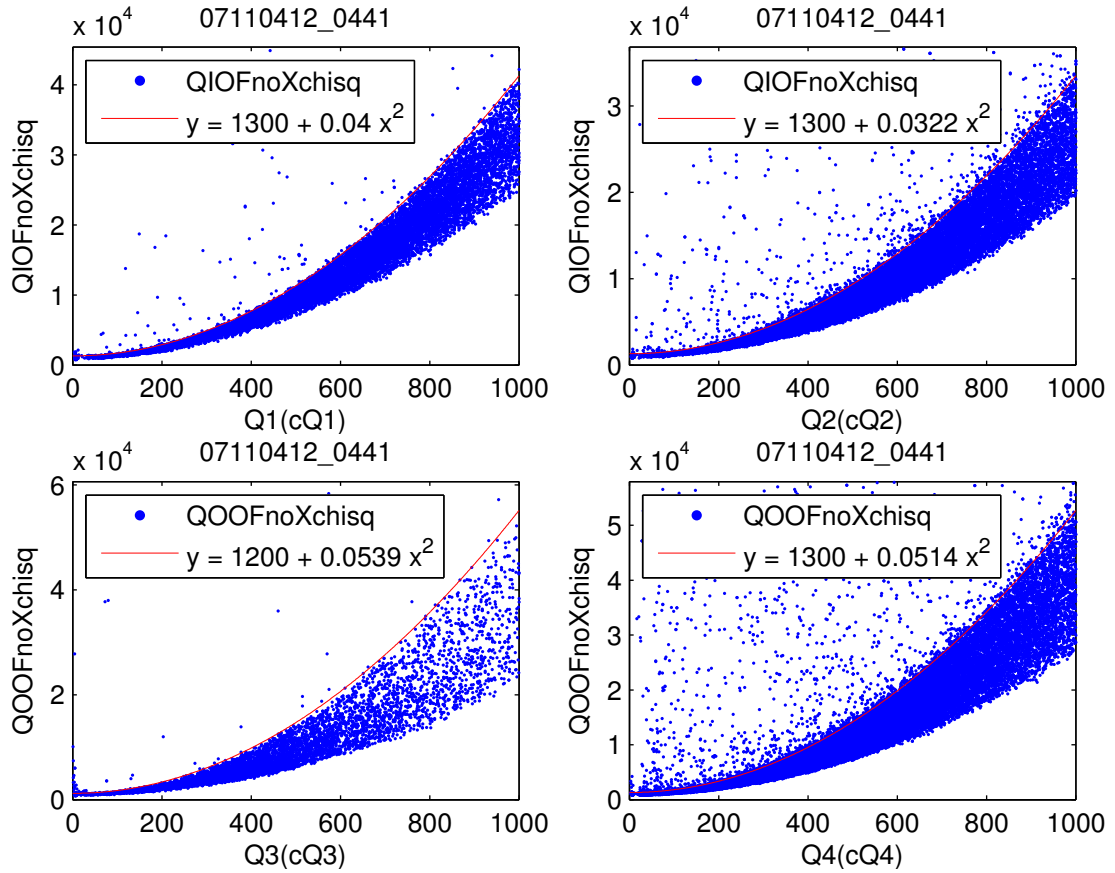 x 10^4
07110412_0441
QIOFnoXchisq
y = 1300 + 0.04 x^2
QIOFnoXchisq
4
3
2
1
0
0 200 400 600 800 1000
Q1(cQ1)
x 10^4
07110412_0441
QIOFnoXchisq
y = 1300 + 0.0322 x^2
QIOFnoXchisq
3
2
1
0
0 200 400 600 800 1000
Q2(cQ2)
x 10^4
07110412_0441
QOOFnoXchisq
y = 1200 + 0.0539 x^2
QOOFnoXchisq
6
4
2
0
0 200 400 600 800 1000
Q3(cQ3)
x 10^4
07110412_0441
QOOFnoXchisq
y = 1300 + 0.0514 x^2
QOOFnoXchisq
5
4
3
2
1
0
0 200 400 600 800 1000
Q4(cQ4)